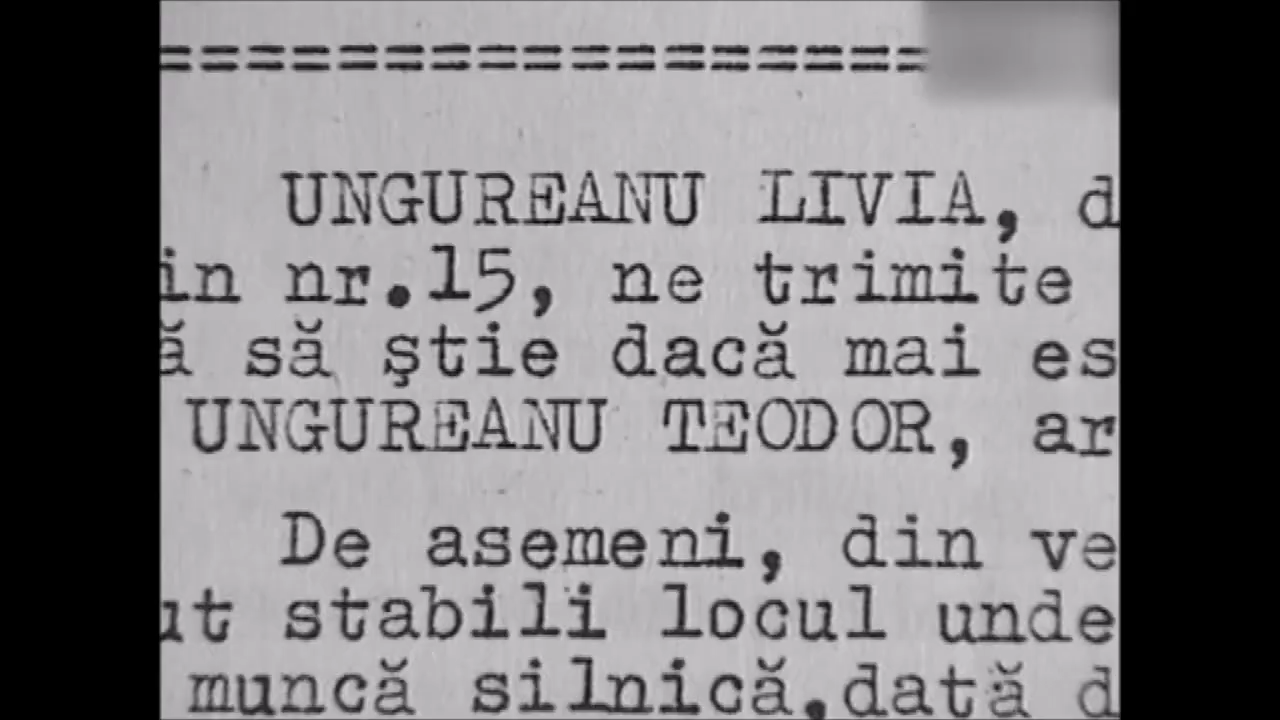 ==================
UNGUREANU LIVIA, d
in nr.15, ne trimite
ă să ştie dacă mai es
UNGUREANU TEODOR, ar
De asemeni, din ve
ut stabili locul unde
muncă silnică,dată d